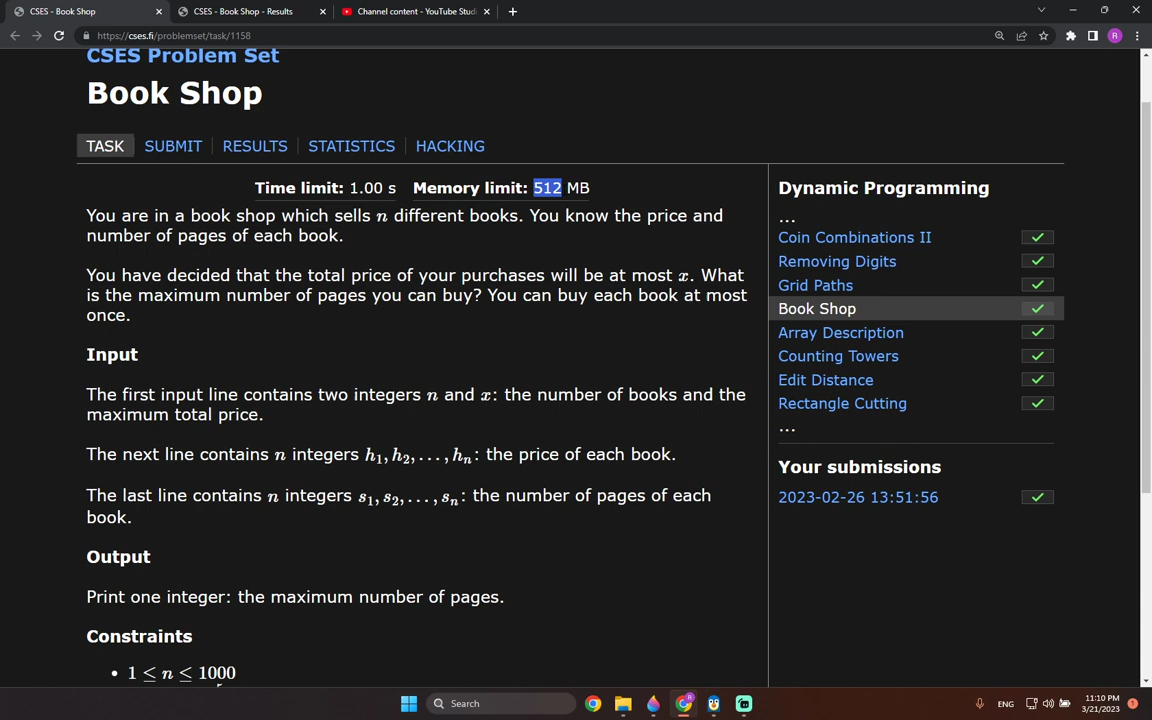 CSES - Book Shop
CSES - Book Shop - Results
Channel content - YouTube Studi
https://cses.fi/problemset/task/1158
R
CSES Problem Set
Book Shop
TASK
SUBMIT
RESULTS
STATISTICS
HACKING
Time limit: 1.00 s Memory limit: 512 MB
You are in a book shop which sells n different books. You know the price and
number of pages of each book.
You have decided that the total price of your purchases will be at most x. What
is the maximum number of pages you can buy? You can buy each book at most
once.
Input
The first input line contains two integers n and x: the number of books and the
maximum total price.
The next line contains n integers h₁, h₂, ..., hₙ: the price of each book.
The last line contains n integers s₁, s₂, ..., sₙ: the number of pages of each
book.
Output
Print one integer: the maximum number of pages.
Constraints
• 1 ≤ n ≤ 1000
Dynamic Programming
...
Coin Combinations II
Removing Digits
Grid Paths
Book Shop
Array Description
Counting Towers
Edit Distance
Rectangle Cutting
...
Your submissions
2023-02-26 13:51:56
Search
R
ENG
11:10 PM
3/21/2023
1